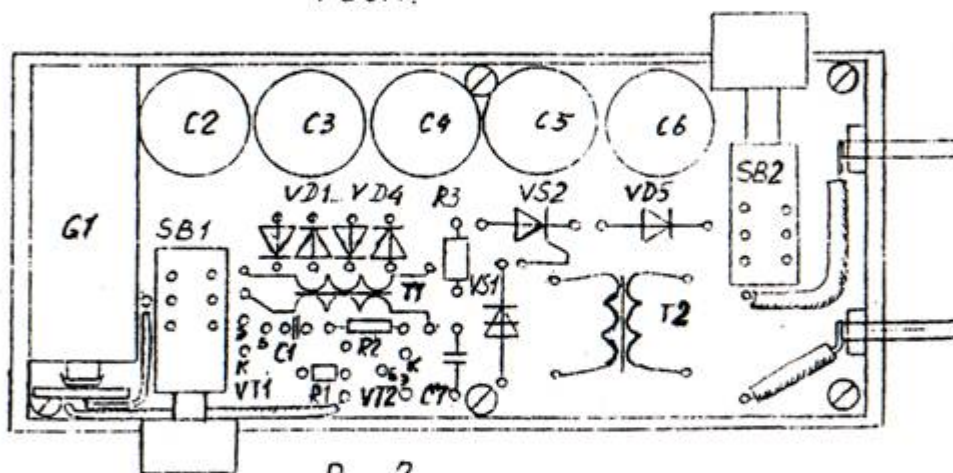 C2 C3 C4 C5 C6
VD1... VD4 R3 VS2 VD5 SB2
G1 SB1
T1 VS1 T2
Э Б C1 R2 К
К Б Э
VT1 R1 VT2 C7